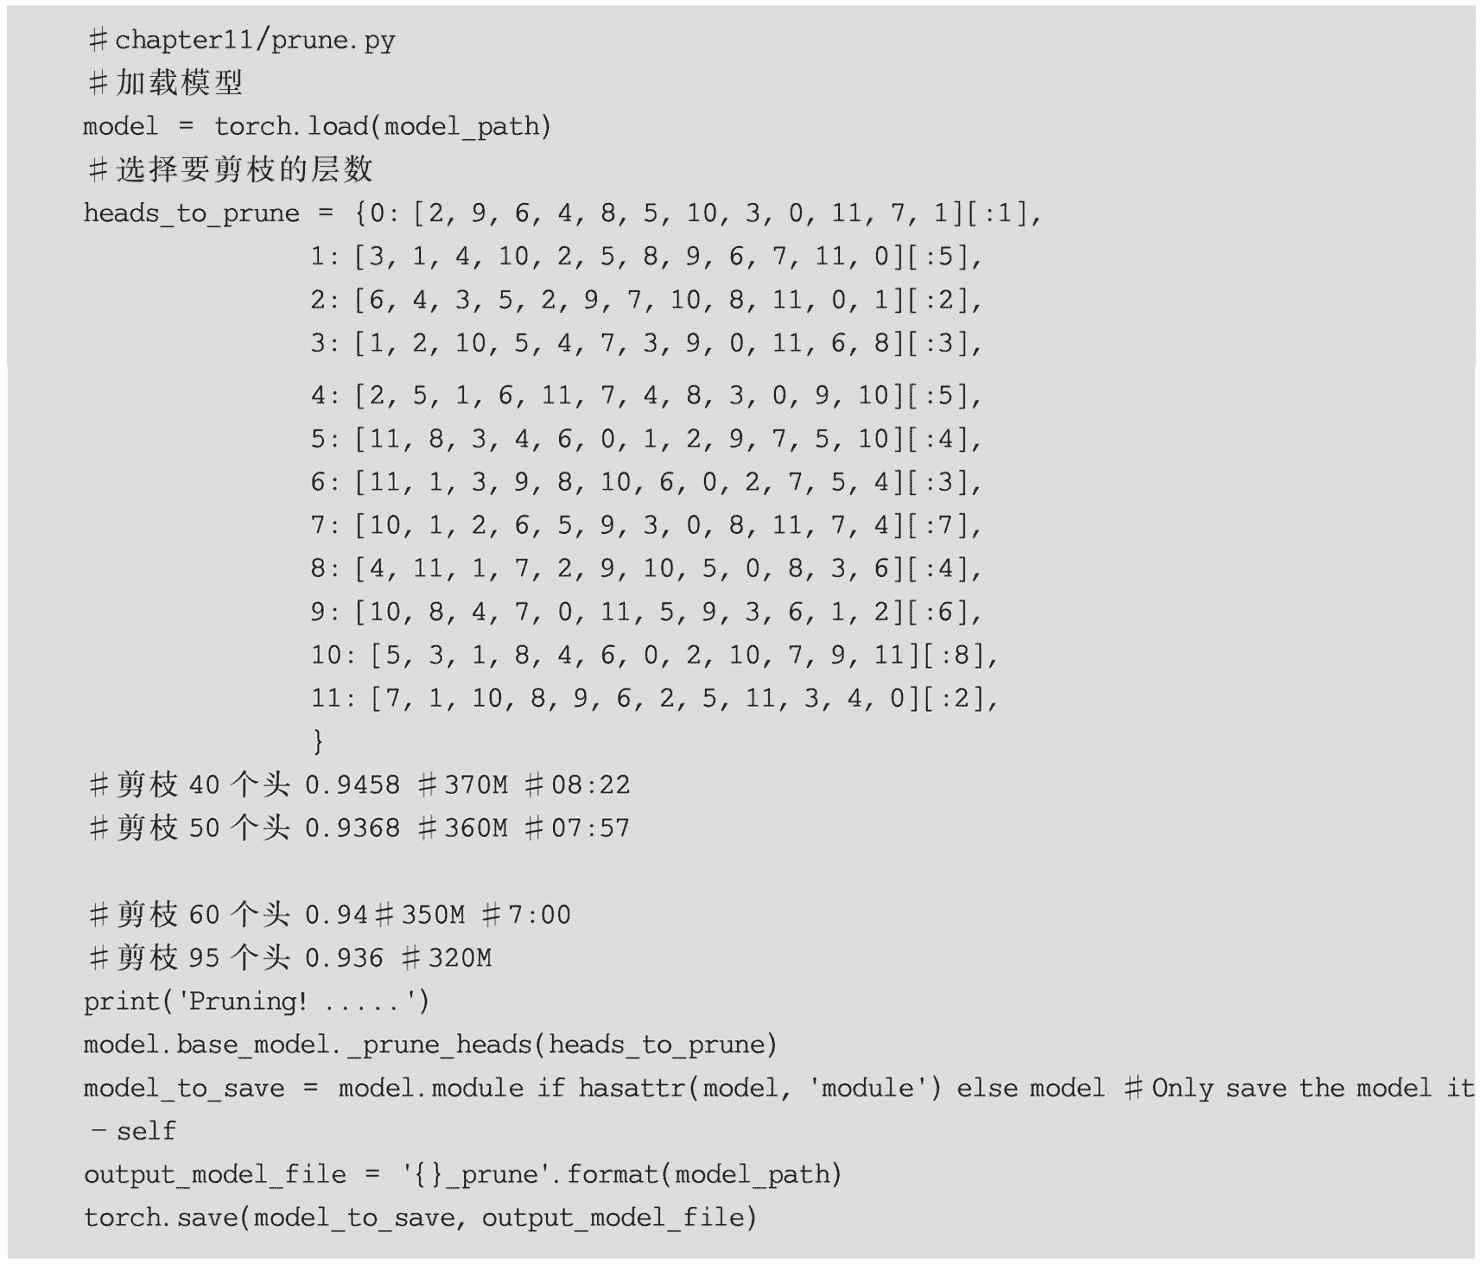 #chapter11/prune.py
#加载模型
model = torch.load(model_path)
#选择要剪枝的层数
heads_to_prune = {0: [2, 9, 6, 4, 8, 5, 10, 3, 0, 11, 7, 1][:1],
1: [3, 1, 4, 10, 2, 5, 8, 9, 6, 7, 11, 0][:5],
2: [6, 4, 3, 5, 2, 9, 7, 10, 8, 11, 0, 1][:2],
3: [1, 2, 10, 5, 4, 7, 3, 9, 0, 11, 6, 8][:3],
4: [2, 5, 1, 6, 11, 7, 4, 8, 3, 0, 9, 10][:5],
5: [11, 8, 3, 4, 6, 0, 1, 2, 9, 7, 5, 10][:4],
6: [11, 1, 3, 9, 8, 10, 6, 0, 2, 7, 5, 4][:3],
7: [10, 1, 2, 6, 5, 9, 3, 0, 8, 11, 7, 4][:7],
8: [4, 11, 1, 7, 2, 9, 10, 5, 0, 8, 3, 6][:4],
9: [10, 8, 4, 7, 0, 11, 5, 9, 3, 6, 1, 2][:6],
10: [5, 3, 1, 8, 4, 6, 0, 2, 10, 7, 9, 11][:8],
11: [7, 1, 10, 8, 9, 6, 2, 5, 11, 3, 4, 0][:2],
}
#剪枝 40 个头 0.9458 #370M #08:22
#剪枝 50 个头 0.9368 #360M #07:57
#剪枝 60 个头 0.94#350M #7:00
#剪枝 95 个头 0.936 #320M
print('Pruning! .....')
model.base_model._prune_heads(heads_to_prune)
model_to_save = model.module if hasattr(model, 'module') else model #Only save the model it
-self
output_model_file = '{}_prune'.format(model_path)
torch.save(model_to_save, output_model_file)